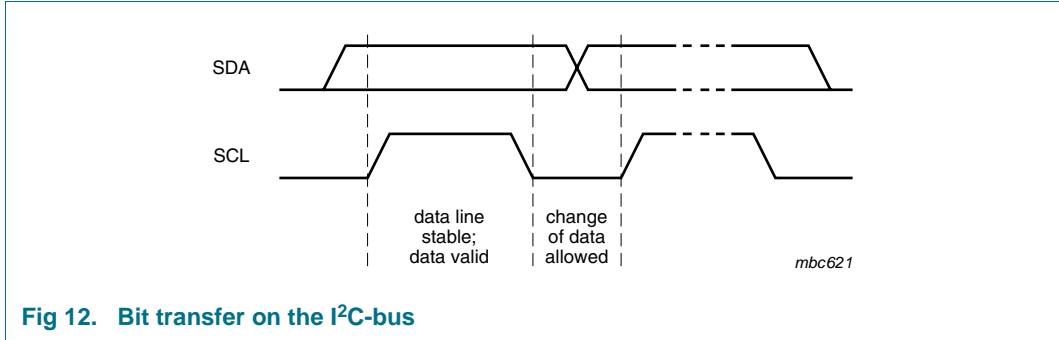 SDA
SCL
data line
stable;
data valid
change
of data
allowed
mbc621
Fig 12. Bit transfer on the I²C-bus